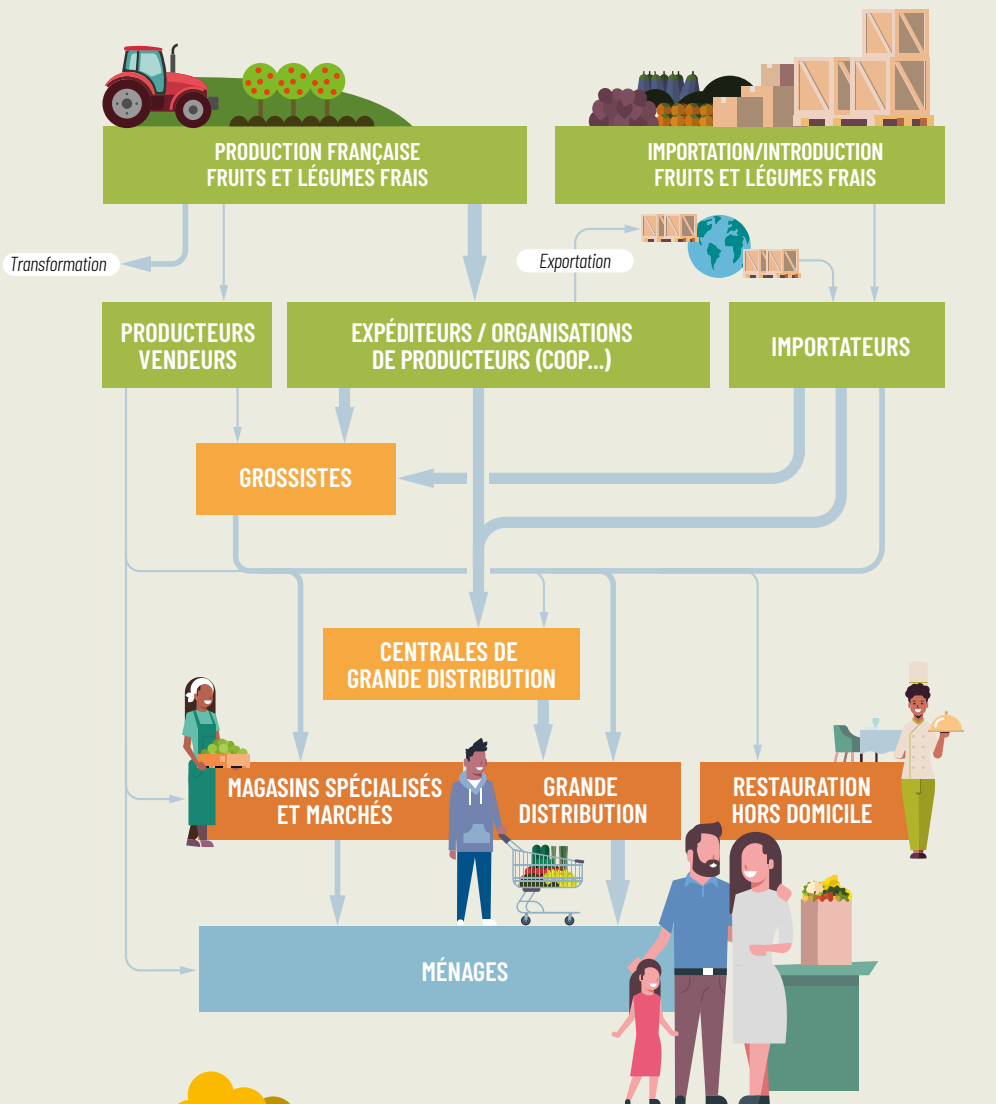 PRODUCTION FRANÇAISE
FRUITS ET LÉGUMES FRAIS
IMPORTATION/INTRODUCTION
FRUITS ET LÉGUMES FRAIS
Transformation
Exportation
PRODUCTEURS
VENDEURS
EXPÉDITEURS / ORGANISATIONS
DE PRODUCTEURS (COOP...)
IMPORTATEURS
GROSSISTES
CENTRALES DE
GRANDE DISTRIBUTION
MAGASINS SPÉCIALISÉS
ET MARCHÉS
GRANDE
DISTRIBUTION
RESTAURATION
HORS DOMICILE
MÉNAGES